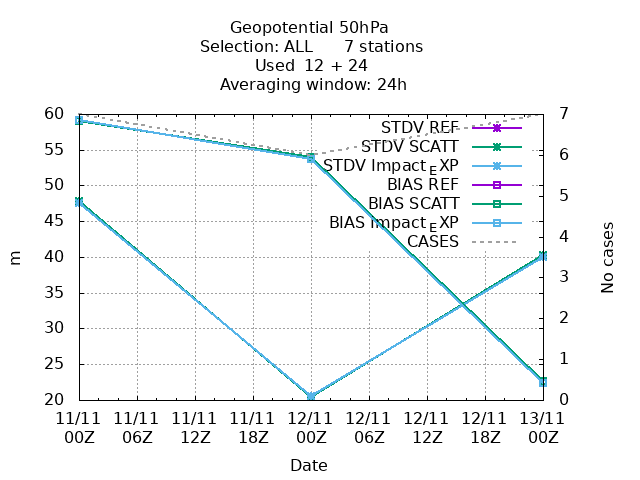 Geopotential 50hPa
Selection: ALL 7 stations
Used 12 + 24
Averaging window: 24h
60
55
50
45
40
35
30
25
20
m
7
6
5
4
3
2
1
0
No cases
STDV REF
STDV SCATT
STDV Impact_EXP
BIAS REF
BIAS SCATT
BIAS Impact_EXP
CASES
11/11 11/11 11/11 11/11 12/11 12/11 12/11 12/11 13/11
00Z 06Z 12Z 18Z 00Z 06Z 12Z 18Z 00Z
Date